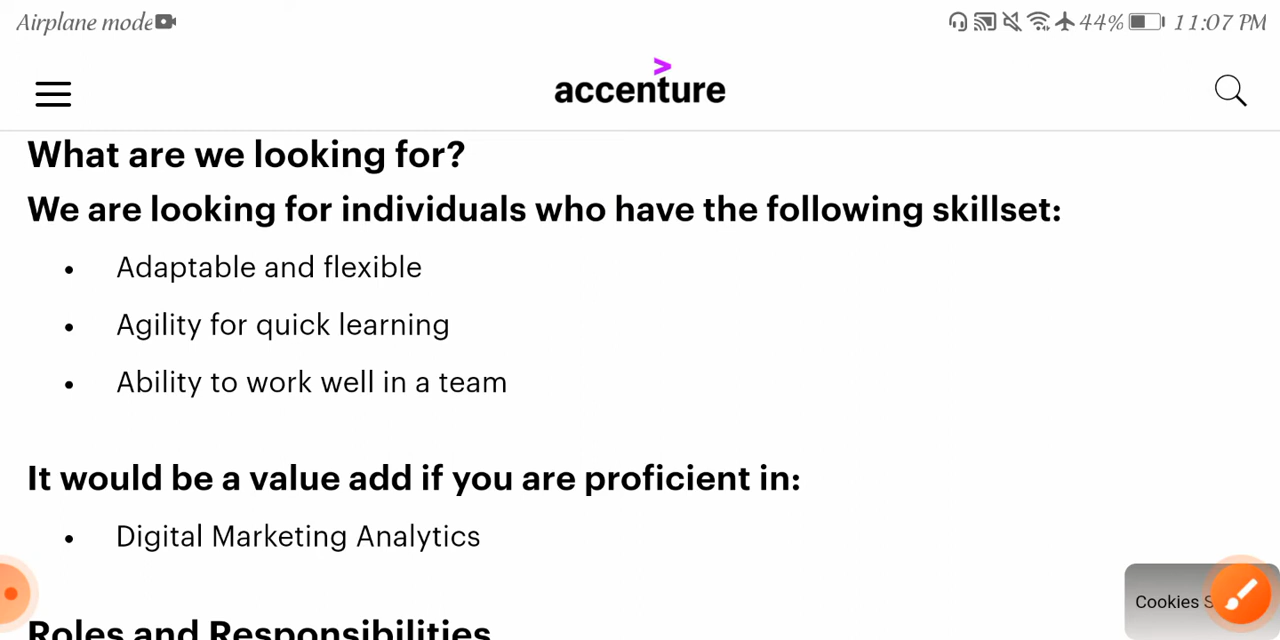 Airplane mode 44% 11:07 PM
accenture
What are we looking for?
We are looking for individuals who have the following skillset:
• Adaptable and flexible
• Agility for quick learning
• Ability to work well in a team
It would be a value add if you are proficient in:
• Digital Marketing Analytics
Cookies S
Roles and Responsibilities